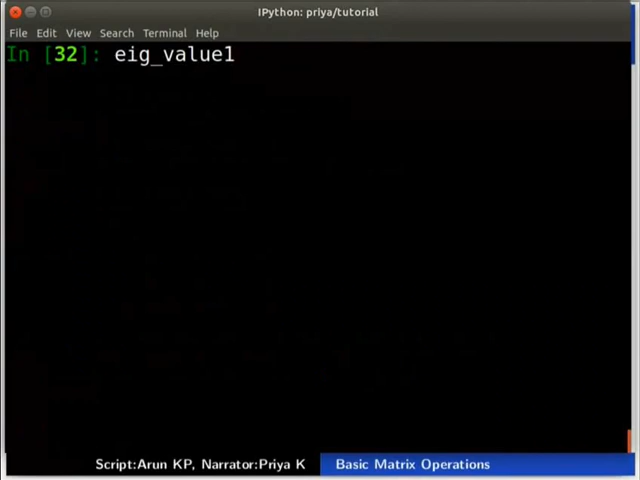 IPython: priya/tutorial
File Edit View Search Terminal Help
In [32]: eig_value1
Script:Arun KP, Narrator:Priya K
Basic Matrix Operations